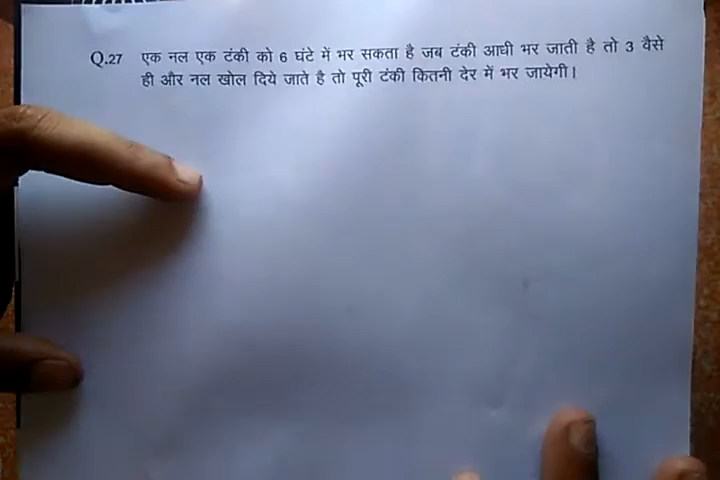 Q.27 एक नल एक टंकी को 6 घंटे में भर सकता है जब टंकी आधी भर जाती है तो 3 वैसे
ही और नल खोल दिये जाते है तो पूरी टंकी कितनी देर में भर जायेगी।